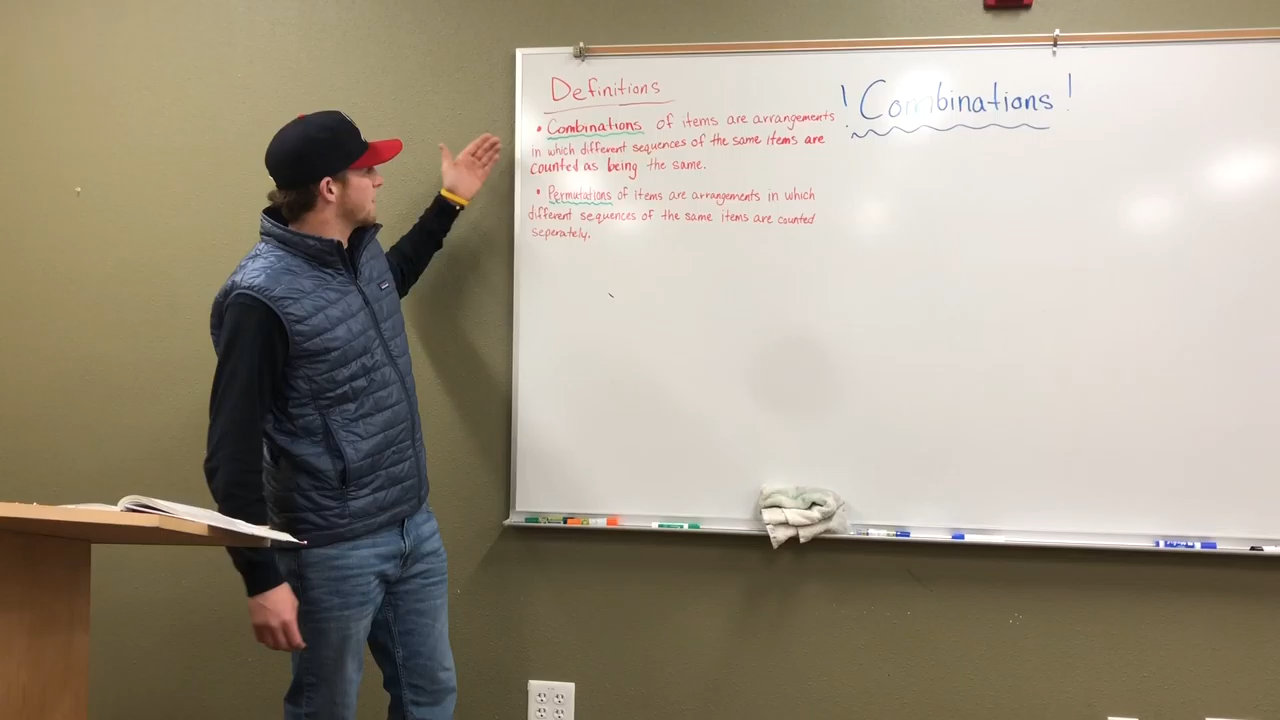 Definitions
• Combinations of items are arrangements
in which different sequences of the same items are
counted as being the same.
• Permutations of items are arrangements in which
different sequences of the same items are counted
seperately.
! Combinations !